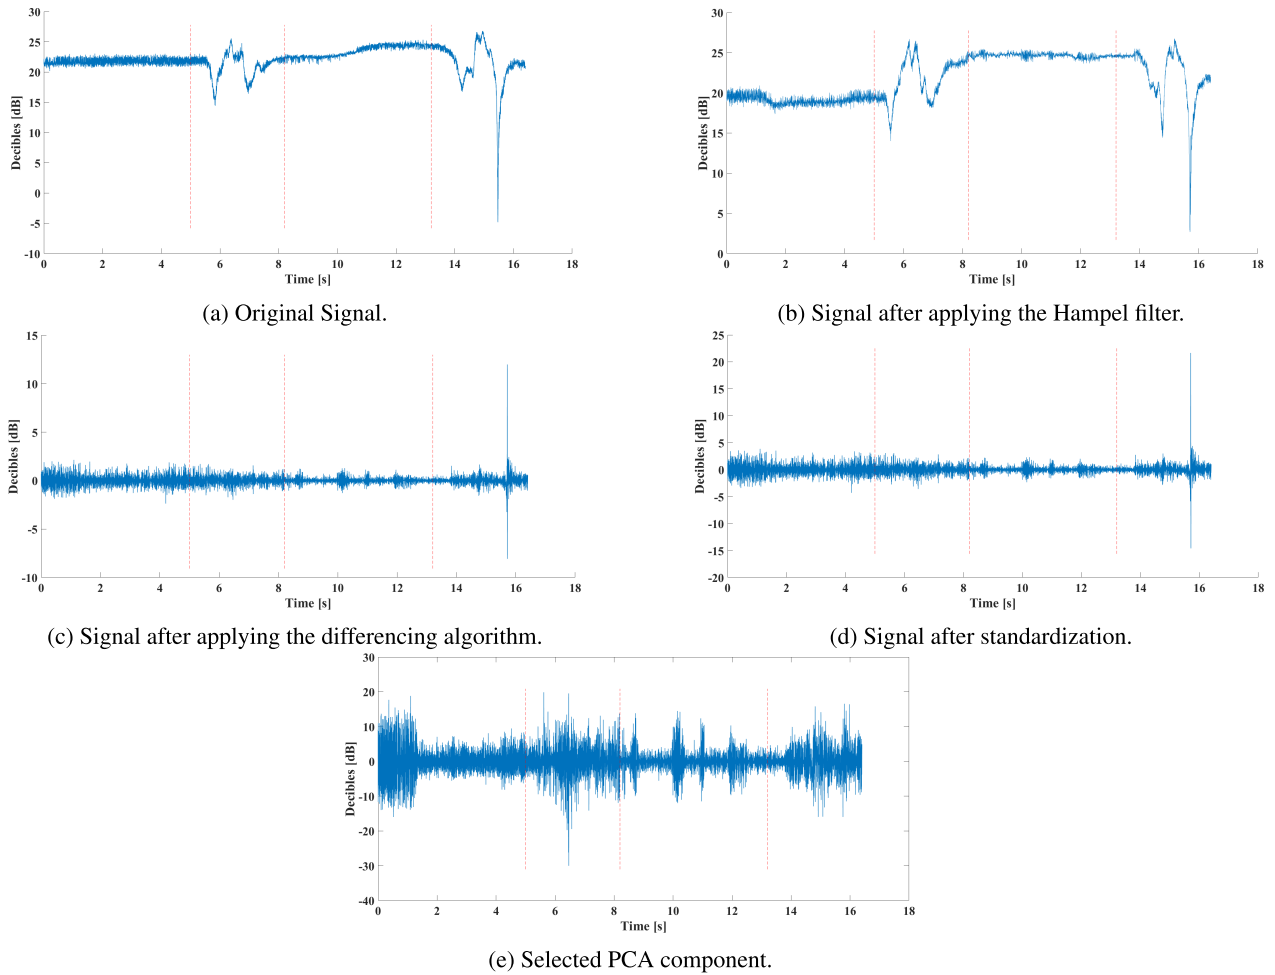 30
25
20
15
10
5
0
-5
-10
Decibles [dB]
0 2 4 6 8 10 12 14 16 18
Time [s]
(a) Original Signal.
30
25
20
15
10
5
0
Decibles [dB]
0 2 4 6 8 10 12 14 16 18
Time [s]
(b) Signal after applying the Hampel filter.
15
10
5
0
-5
-10
Decibles [dB]
0 2 4 6 8 10 12 14 16 18
Time [s]
(c) Signal after applying the differencing algorithm.
25
20
15
10
5
0
-5
-10
-15
-20
Decibles [dB]
0 2 4 6 8 10 12 14 16 18
Time [s]
(d) Signal after standardization.
30
20
10
0
-10
-20
-30
-40
Decibles [dB]
0 2 4 6 8 10 12 14 16 18
Time [s]
(e) Selected PCA component.